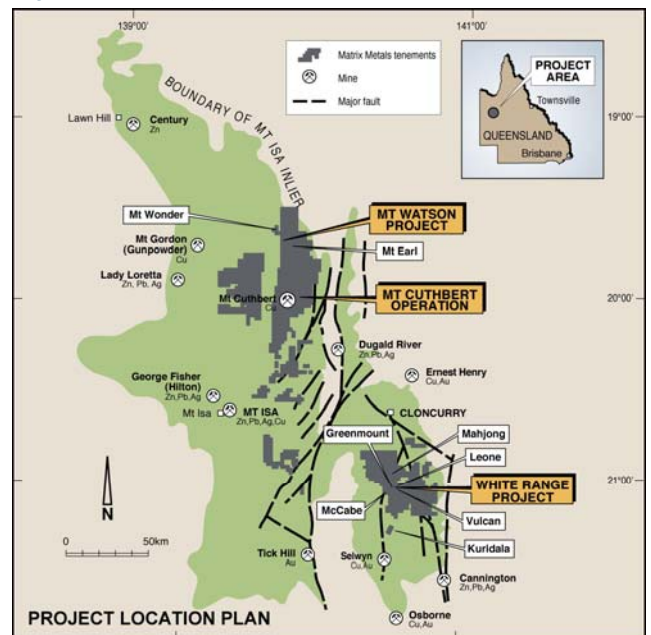 139°00'
141°00'
Matrix Metals tenements
Mine
Major fault
PROJECT
AREA
Townsville
QUEENSLAND
Brisbane
BOUNDARY OF MT ISA INLIER
Lawn Hill
Century
Zn
19°00'
Mt Wonder
MT WATSON
PROJECT
Mt Gordon
(Gunpowder)
Cu
Mt Earl
Lady Loretta
Zn, Pb, Ag
Mt Cuthbert
Cu
MT CUTHBERT
OPERATION
20°00'
Dugald River
Zn,Pb,Ag
George Fisher
(Hilton)
Zn,Pb,Ag
Ernest Henry
Cu,Au
Mt Isa
MT ISA
Zn,Pb,Ag,Cu
CLONCURRY
Greenmount
Mahjong
Leone
21°00'
WHITE RANGE
PROJECT
McCabe
Vulcan
Kuridala
N
0
50km
Tick Hill
Au
Selwyn
Cu,Au
Cannington
Zn,Pb,Ag
Osborne
Cu,Au
PROJECT LOCATION PLAN